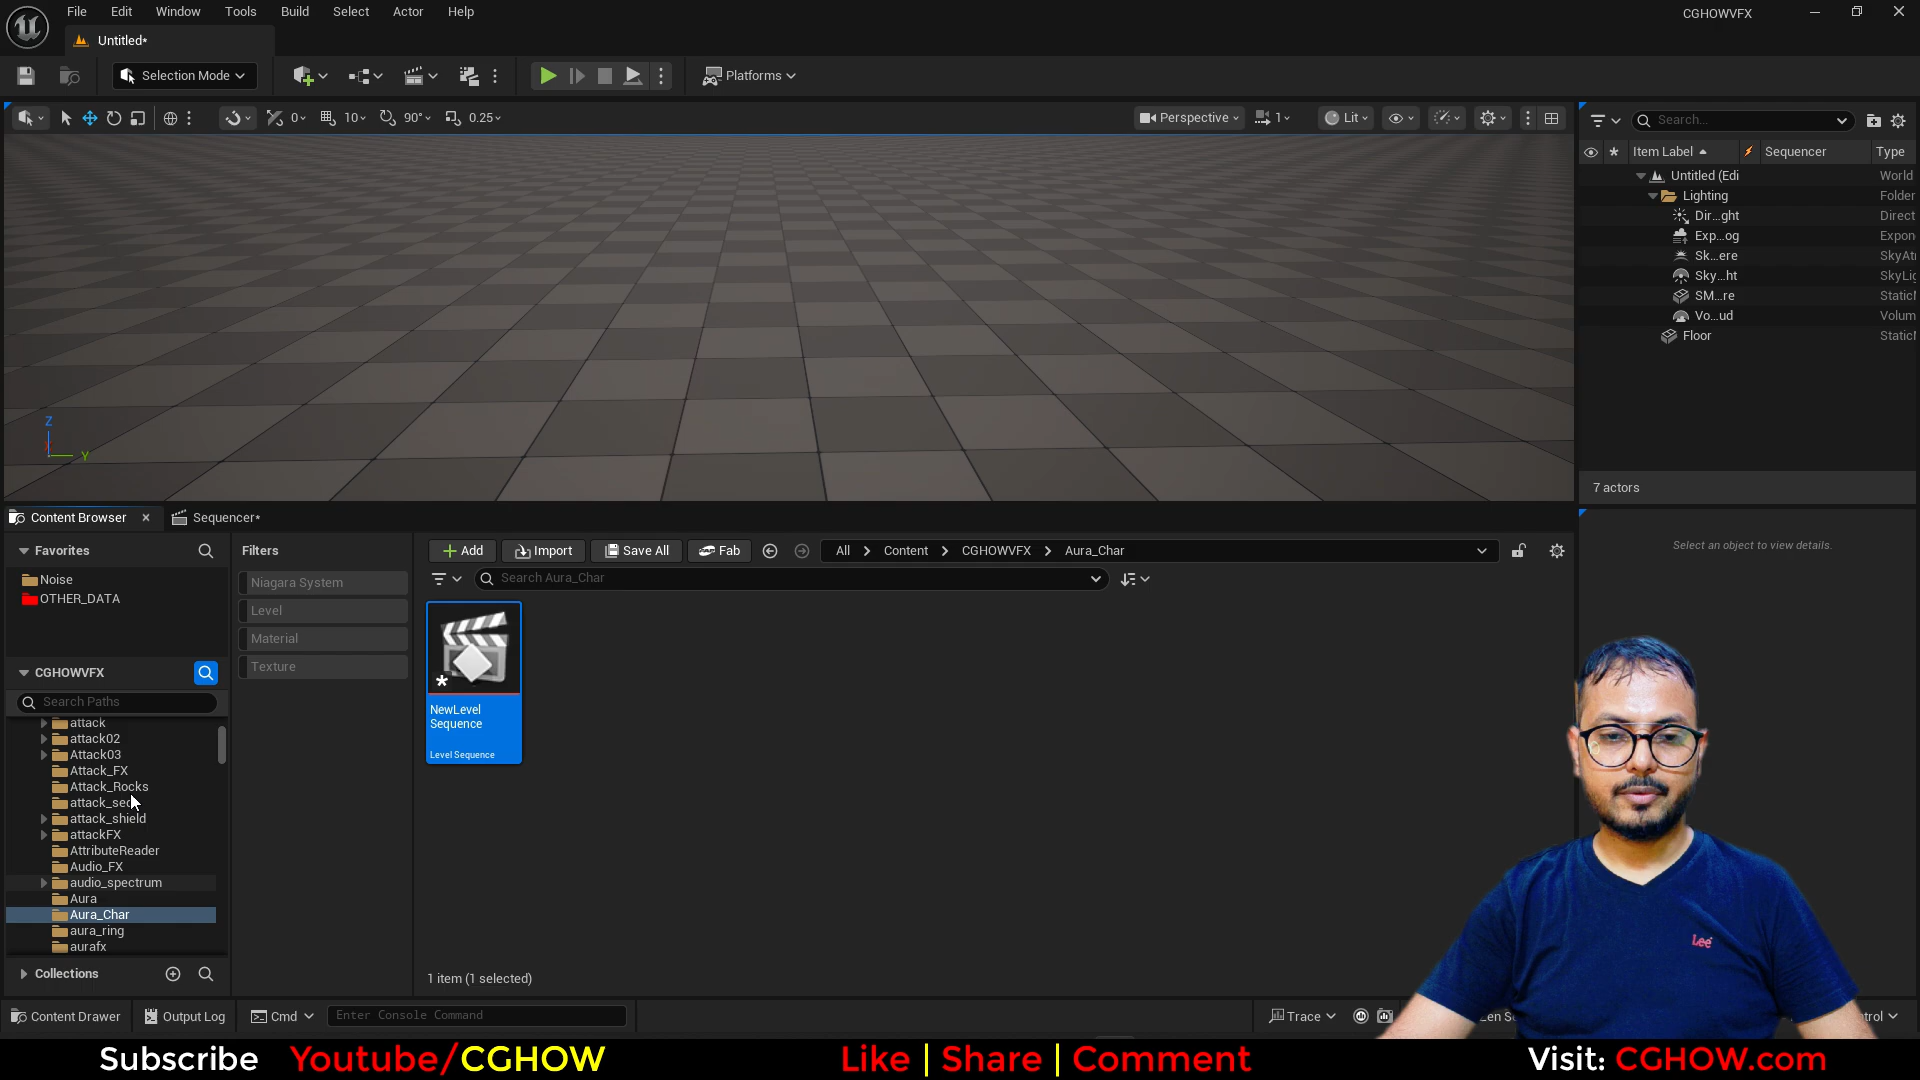 File Edit Window Tools Build Select Actor Help
CGHOWVFX
Untitled*
Selection Mode
Platforms
0 10 90° 0.25
Perspective 1 Lit
Search...
Item Label Sequencer Type
Untitled (Edi World
Lighting Folder
Dir...ght Direct
Exp...og Expon
Sk...ere SkyAt
Sky...ht SkyLig
SM...re Static
Vo...ud Volum
Floor Static
Z
Y
7 actors
Content Browser
Sequencer*
Select an object to view details.
Favorites
Noise
OTHER_DATA
CGHOWVFX
Search Paths
attack
attack02
Attack03
Attack_FX
Attack_Rocks
attack_se
attack_shield
attackFX
AttributeReader
Audio_FX
audio_spectrum
Aura
Aura_Char
aura_ring
aurafx
Collections
Filters
Niagara System
Level
Material
Texture
Add Import Save All Fab All Content CGHOWVFX Aura_Char
Search Aura_Char
NewLevel
Sequence
Level Sequence
1 item (1 selected)
Content Drawer Output Log Cmd Enter Console Command Trace
Lee
Subscribe Youtube/CGHOW Like | Share | Comment Visit: CGHOW.com